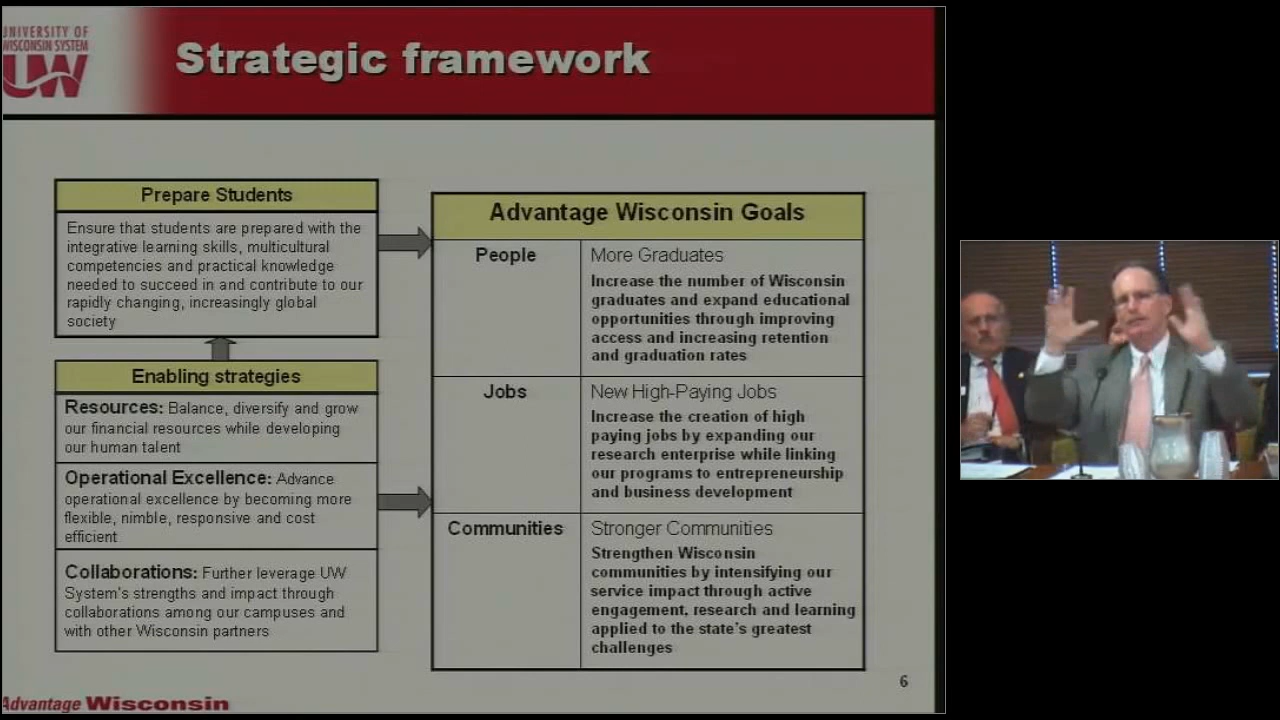 UNIVERSITY OF
WISCONSIN SYSTEM
UW
Strategic framework
Prepare Students
Ensure that students are prepared with the
integrative learning skills, multicultural
competencies and practical knowledge
needed to succeed in and contribute to our
rapidly changing, increasingly global
society
Enabling strategies
Resources: Balance, diversify and grow
our financial resources while developing
our human talent
Operational Excellence: Advance
operational excellence by becoming more
flexible, nimble, responsive and cost
efficient
Collaborations: Further leverage UW
System's strengths and impact through
collaborations among our campuses and
with other Wisconsin partners
Advantage Wisconsin Goals
People
More Graduates
Increase the number of Wisconsin
graduates and expand educational
opportunities through improving
access and increasing retention
and graduation rates
Jobs
New High-Paying Jobs
Increase the creation of high
paying jobs by expanding our
research enterprise while linking
our programs to entrepreneurship
and business development
Communities
Stronger Communities
Strengthen Wisconsin
communities by intensifying our
service impact through active
engagement, research and learning
applied to the state's greatest
challenges
6
Advantage Wisconsin